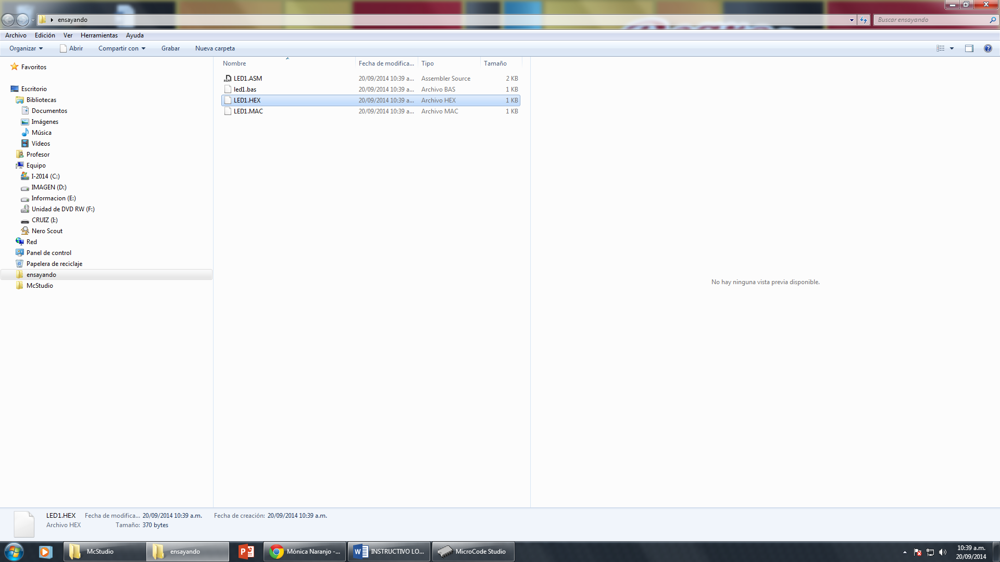 ensayando
Buscar ensayando
Archivo Edición Ver Herramientas Ayuda
Organizar Abrir Compartir con Grabar Nueva carpeta
Favoritos
Escritorio
Bibliotecas
Documentos
Imágenes
Música
Vídeos
Profesor
Equipo
I-2014 (C:)
IMAGEN (D:)
Informacion (E:)
Unidad de DVD RW (F:)
CRUIZ (I:)
Nero Scout
Red
Panel de control
Papelera de reciclaje
ensayando
McStudio
Nombre Fecha de modifica... Tipo Tamaño
LED1.ASM 20/09/2014 10:39 a... Assembler Source 2 KB
led1.bas 20/09/2014 10:39 a... Archivo BAS 1 KB
LED1.HEX 20/09/2014 10:39 a... Archivo HEX 1 KB
LED1.MAC 20/09/2014 10:39 a... Archivo MAC 1 KB
No hay ninguna vista previa disponible.
LED1.HEX Fecha de modifica... 20/09/2014 10:39 a.m. Fecha de creación: 20/09/2014 10:39 a.m.
Archivo HEX Tamaño: 370 bytes
McStudio ensayando Mónica Naranjo -... INSTRUCTIVO LO... MicroCode Studio
10:39 a.m.
20/09/2014